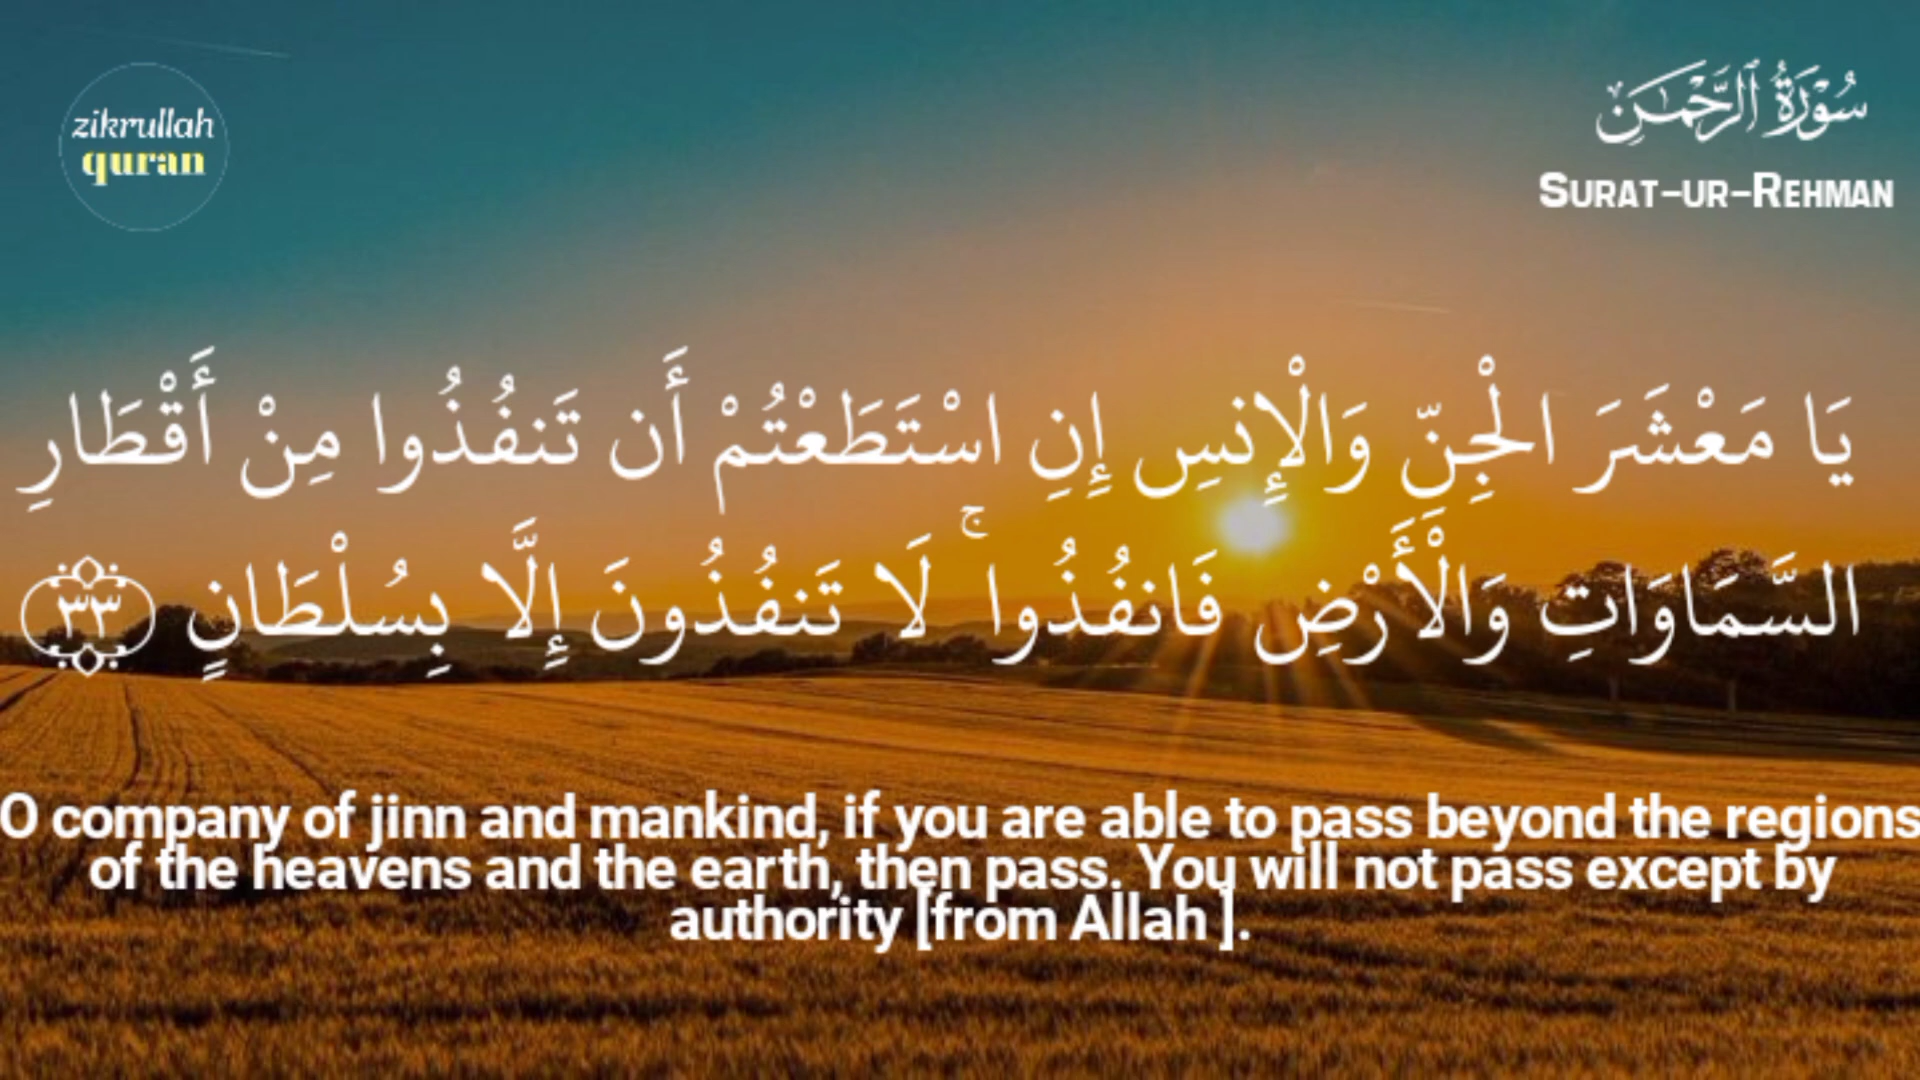 zikrullah
quran
سُوْرَةُ ٱلرَّحْمَـٰن
SURAT-UR-REHMAN
يَا مَعْشَرَ الْجِنِّ وَالْإِنسِ إِنِ اسْتَطَعْتُمْ أَن تَنفُذُوا مِنْ أَقْطَارِ
السَّمَاوَاتِ وَالْأَرْضِ فَانفُذُوا ۚ لَا تَنفُذُونَ إِلَّا بِسُلْطَانٍ ٣٣
O company of jinn and mankind, if you are able to pass beyond the regions
of the heavens and the earth, then pass. You will not pass except by
authority [from Allah ].